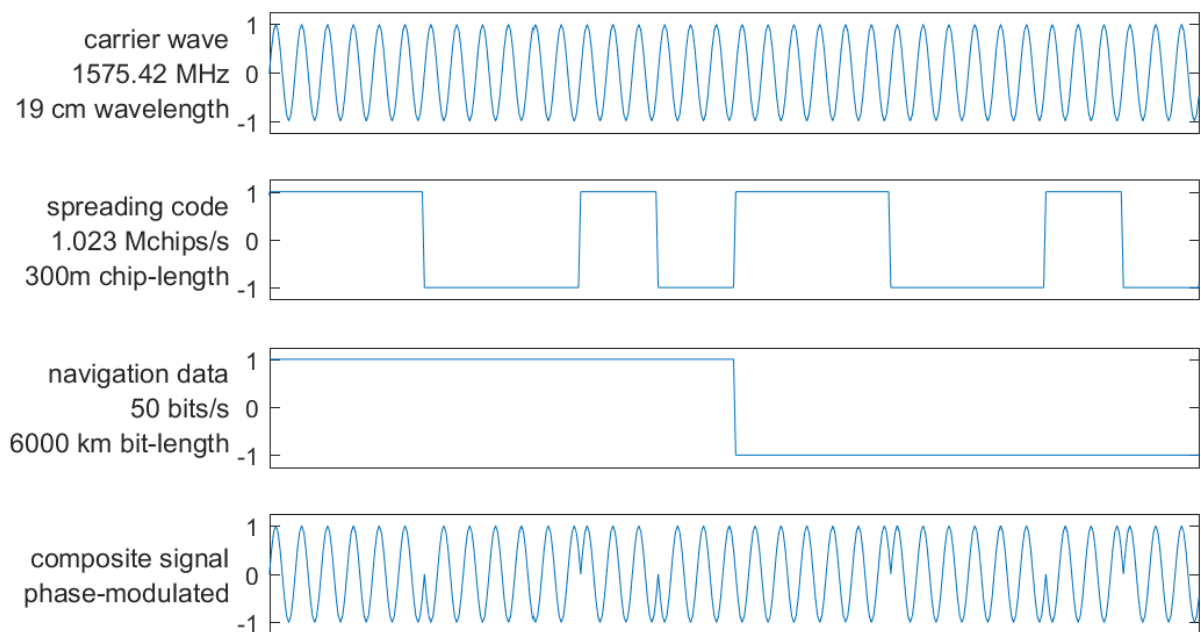 carrier wave
1575.42 MHz
19 cm wavelength
1
0
-1
spreading code
1.023 Mchips/s
300m chip-length
1
0
-1
navigation data
50 bits/s
6000 km bit-length
1
0
-1
composite signal
phase-modulated
1
0
-1